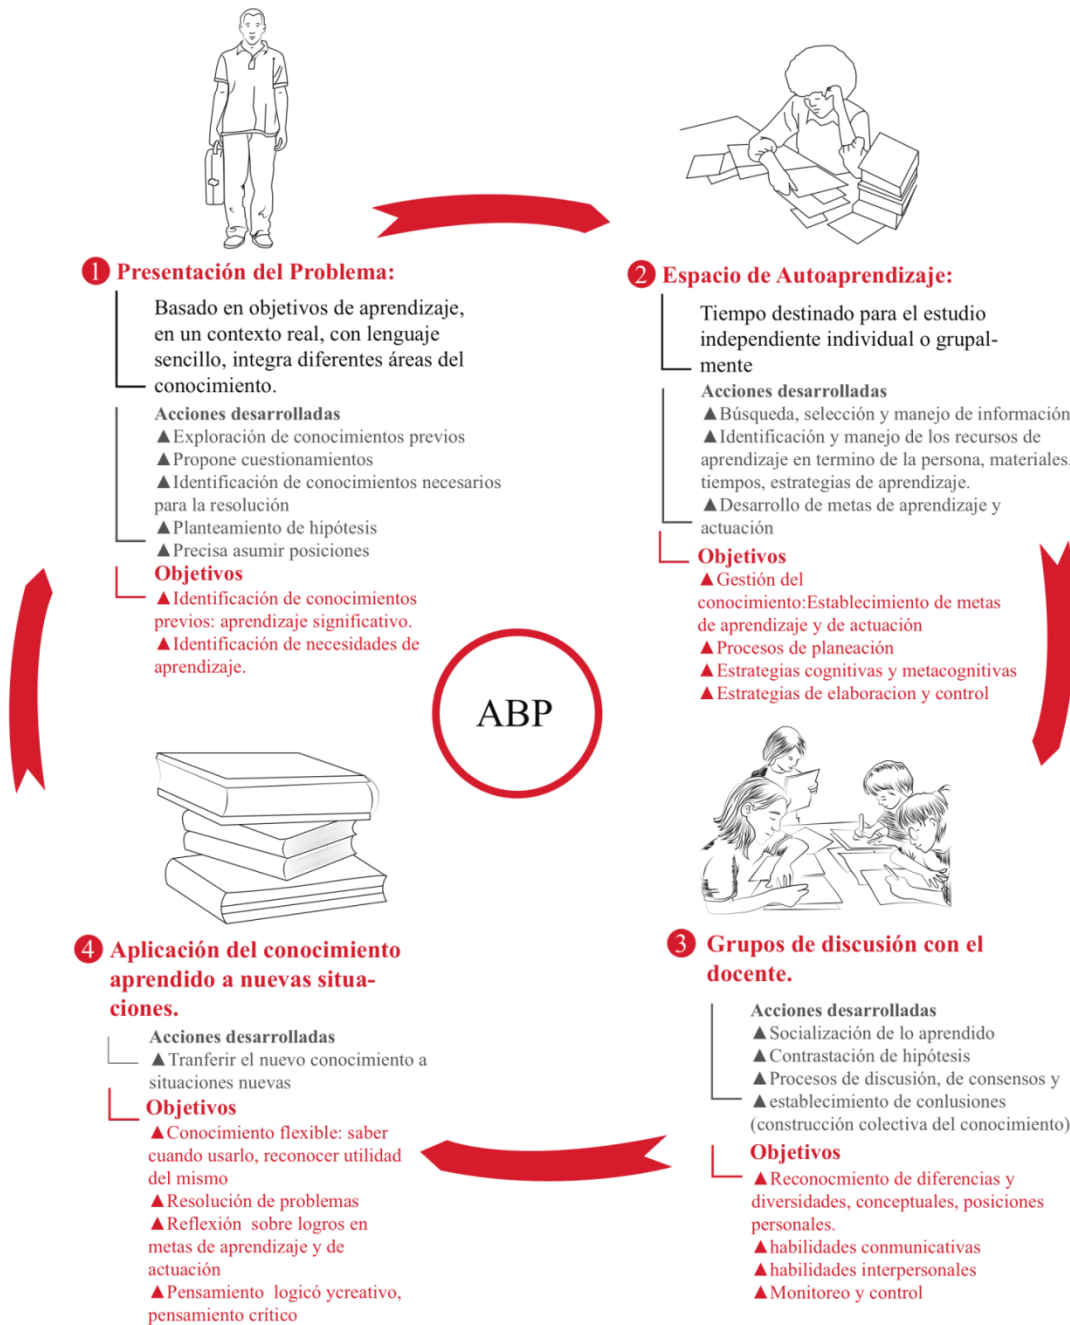 1 Presentación del Problema:
Basado en objetivos de aprendizaje,
en un contexto real, con lenguaje
sencillo, integra diferentes áreas del
conocimiento.
Acciones desarrolladas
▲Exploración de conocimientos previos
▲Propone cuestionamientos
▲Identificación de conocimientos necesarios
para la resolución
▲Planteamiento de hipótesis
▲Precisa asumir posiciones
Objetivos
▲Identificación de conocimientos
previos: aprendizaje significativo.
▲Identificación de necesidades de
aprendizaje.
2 Espacio de Autoaprendizaje:
Tiempo destinado para el estudio
independiente individual o grupal-
mente
Acciones desarrolladas
▲Búsqueda, selección y manejo de información
▲Identificación y manejo de los recursos de
aprendizaje en termino de la persona, materiales,
tiempos, estrategias de aprendizaje.
▲Desarrollo de metas de aprendizaje y
actuación
Objetivos
▲Gestión del
conocimiento:Establecimiento de metas
de aprendizaje y de actuación
▲Procesos de planeación
▲Estrategias cognitivas y metacognitivas
▲Estrategias de elaboracion y control
ABP
3 Grupos de discusión con el
docente.
Acciones desarrolladas
▲Socialización de lo aprendido
▲Contrastación de hipótesis
▲Procesos de discusión, de consensos y
▲establecimiento de conlusiones
(construcción colectiva del conocimiento)
Objetivos
▲Reconocmiento de diferencias y
diversidades, conceptuales, posiciones
personales.
▲habilidades conmunicativas
▲habilidades interpersonales
▲Monitoreo y control
4 Aplicación del conocimiento
aprendido a nuevas situa-
ciones.
Acciones desarrolladas
▲Tranferir el nuevo conocimiento a
situaciones nuevas
Objetivos
▲Conocimiento flexible: saber
cuando usarlo, reconocer utilidad
del mismo
▲Resolución de problemas
▲Reflexión sobre logros en
metas de aprendizaje y de
actuación
▲Pensamiento logicó ycreativo,
pensamiento crítico